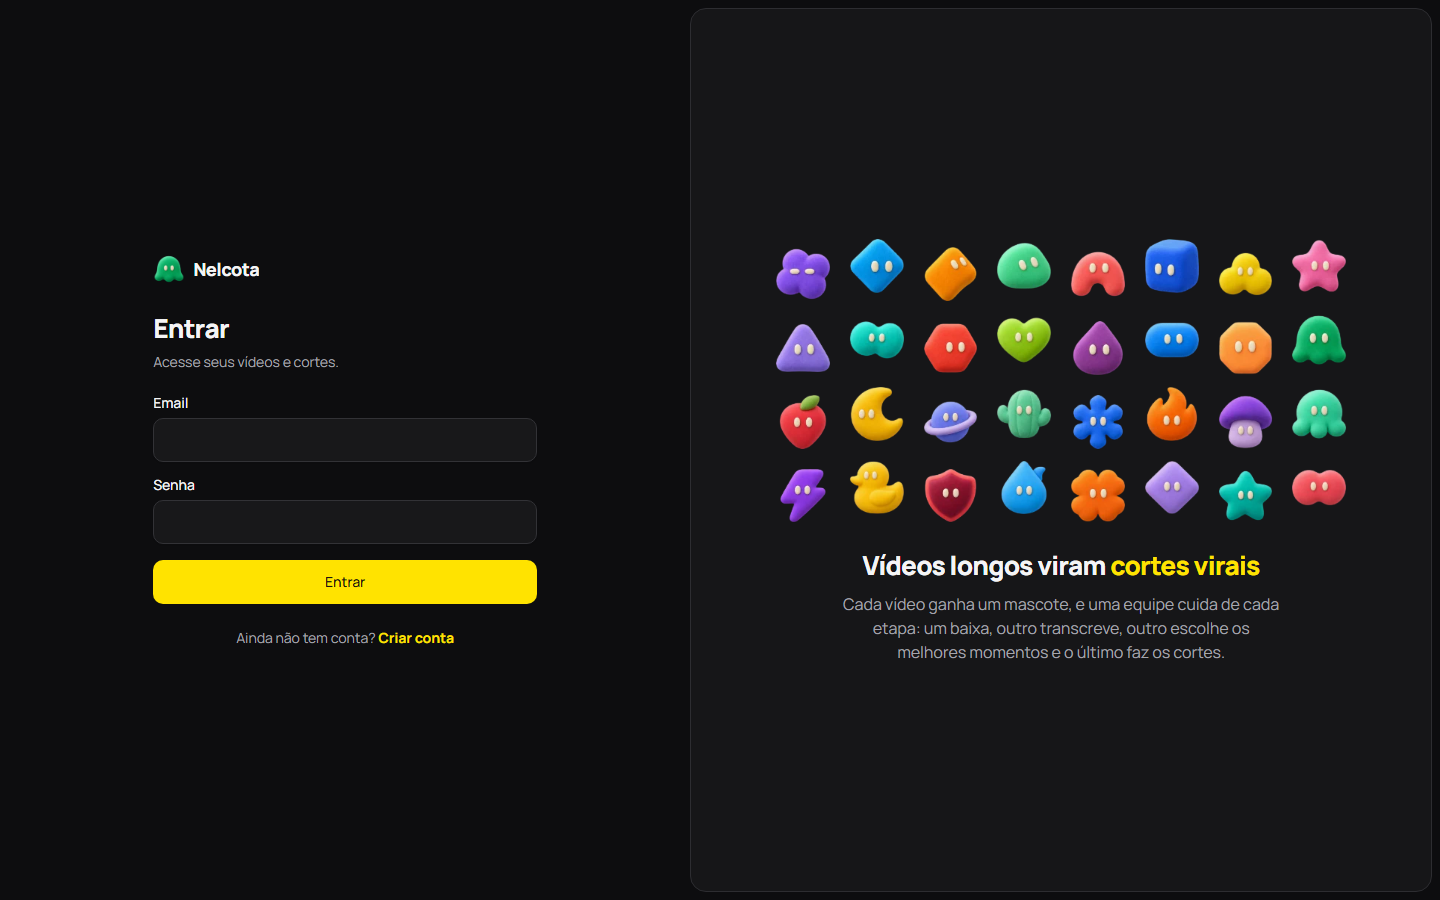 Nelcota
Entrar
Acesse seus vídeos e cortes.
Email
Senha
Entrar
Ainda não tem conta? Criar conta
Vídeos longos viram cortes virais
Cada vídeo ganha um mascote, e uma equipe cuida de cada
etapa: um baixa, outro transcreve, outro escolhe os
melhores momentos e o último faz os cortes.